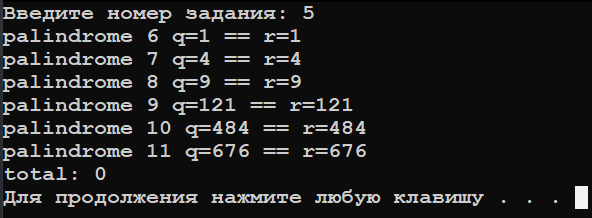 Введите номер задания: 5
palindrome 6 q=1 == r=1
palindrome 7 q=4 == r=4
palindrome 8 q=9 == r=9
palindrome 9 q=121 == r=121
palindrome 10 q=484 == r=484
palindrome 11 q=676 == r=676
total: 0
Для продолжения нажмите любую клавишу . . .